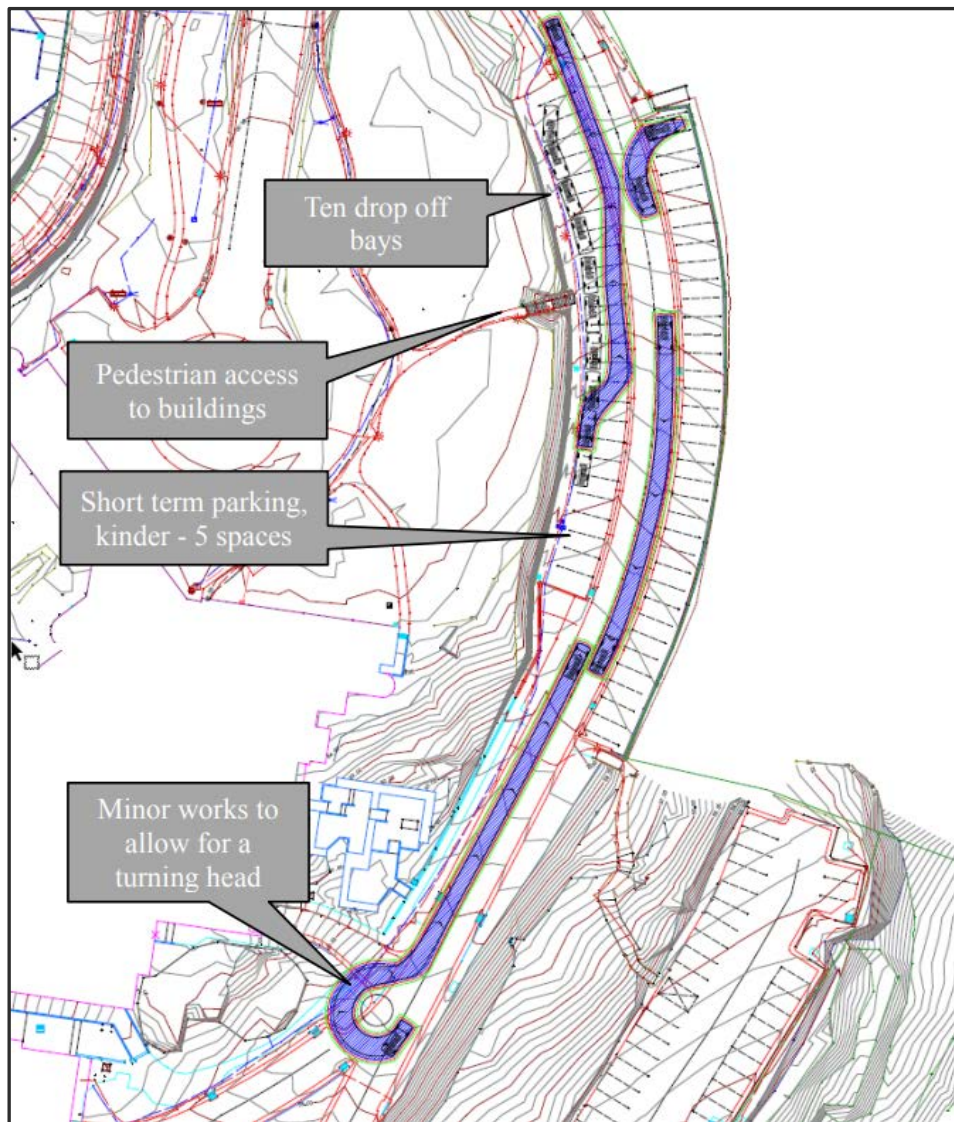 Ten drop off
bays
Pedestrian access
to buildings
Short term parking,
kinder - 5 spaces
Minor works to
allow for a
turning head